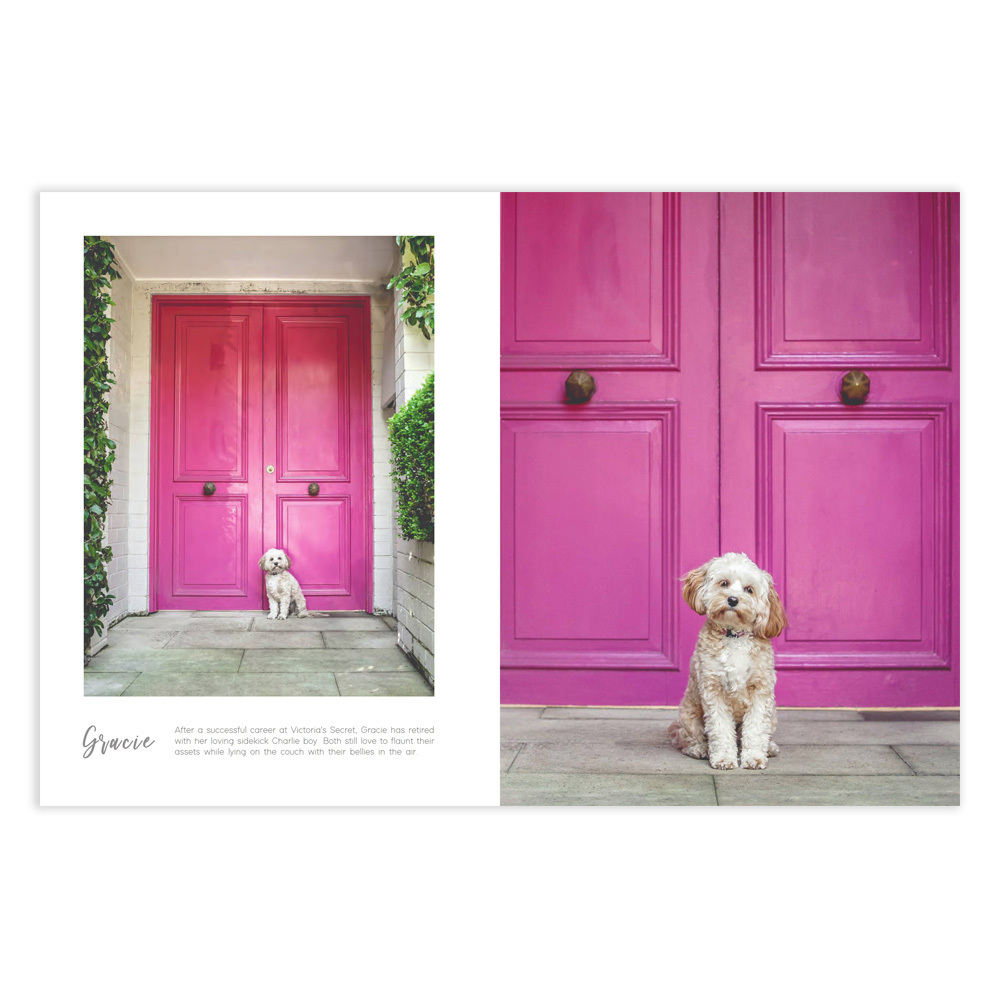 Gracie
After a successful career at Victoria's Secret, Gracie has retired
with her loving sidekick Charlie boy. Both still love to flaunt their
assets while lying on the couch with their bellies in the air.